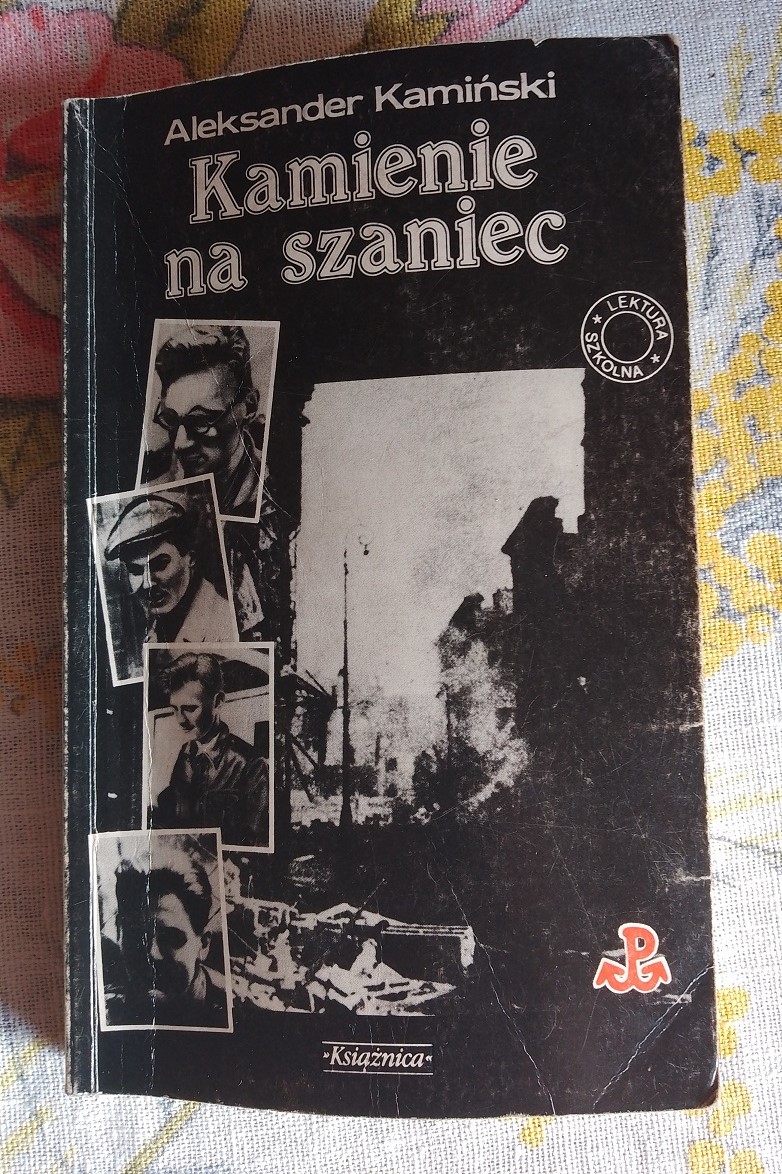 Aleksander Kamiński
Kamienie
na szaniec
* LEKTURA *
SZKOLNA
P
»Książnica«